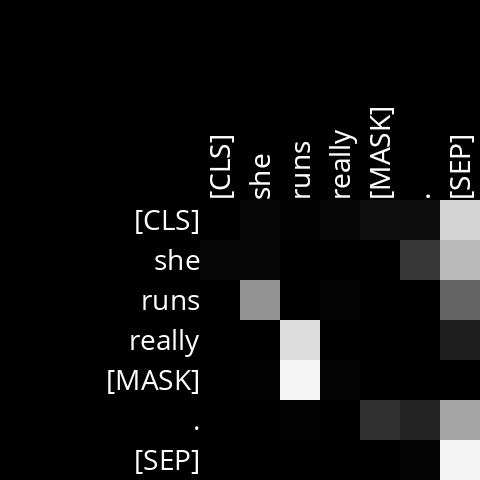 [CLS] she runs really [MASK] . [SEP]
[CLS]
she
runs
really
[MASK]
.
[SEP]